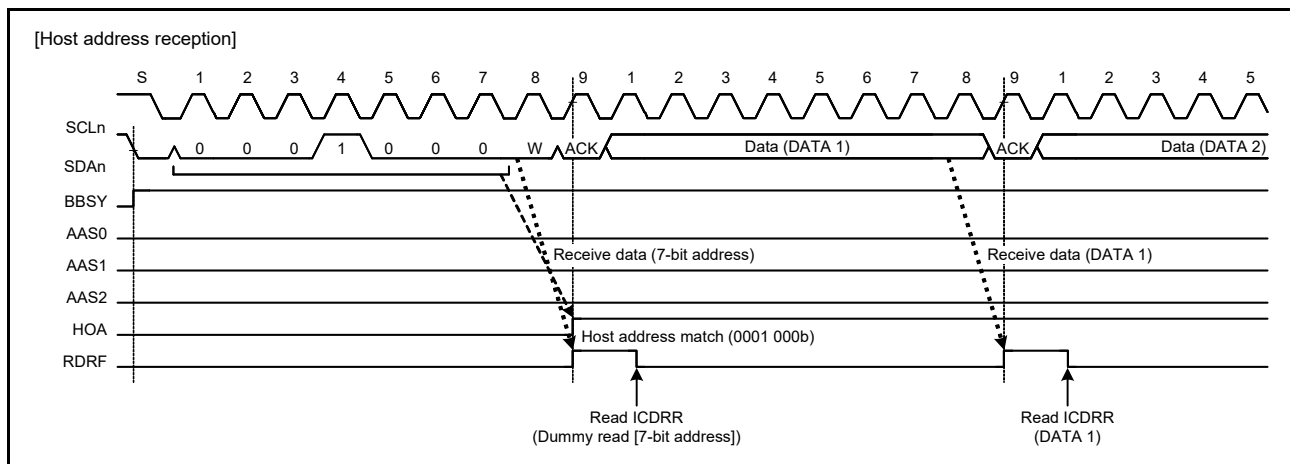 [Host address reception]
S 1 2 3 4 5 6 7 8 9 1 2 3 4 5 6 7 8 9 1 2 3 4 5
SCLn
0 0 0 1 0 0 0 W ACK Data (DATA 1) ACK Data (DATA 2)
SDAn
BBSY
AAS0
Receive data (7-bit address) Receive data (DATA 1)
AAS1
AAS2
HOA
Host address match (0001 000b)
RDRF
Read ICDRR
(Dummy read [7-bit address])
Read ICDRR
(DATA 1)